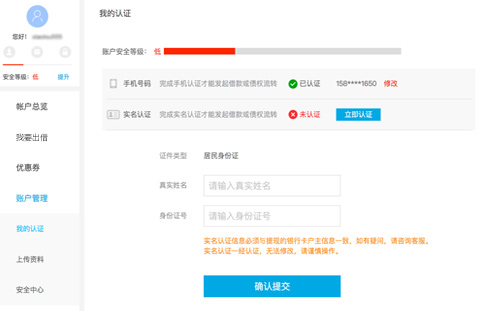 我的认证
您好！
安全等级：低 提升
帐户总览
我要出借
优惠券
账户管理
我的认证
上传资料
安全中心
账户安全等级： 低
手机号码 完成手机认证才能发起借款或债权流转 已认证 158****1650 修改
实名认证 完成实名认证才能发起借款或债权流转 未认证 立即认证
证件类型 居民身份证
真实姓名 请输入真实姓名
身份证号 请输入身份证号
实名认证信息必须与提现的银行卡户主信息一致，如有疑问，请咨询客服。
实名认证一经认证，无法修改，请谨慎操作。
确认提交